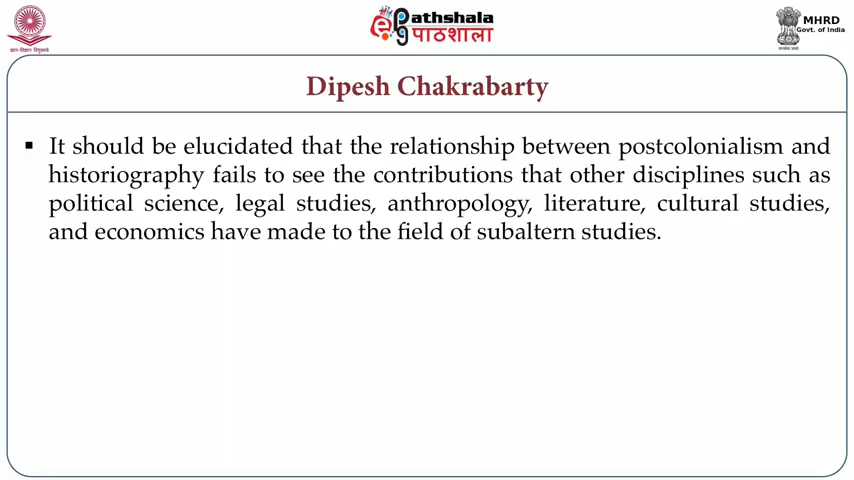 ePathshala
पाठशाला
MHRD
Govt. of India
Dipesh Chakrabarty
▪ It should be elucidated that the relationship between postcolonialism and
historiography fails to see the contributions that other disciplines such as
political science, legal studies, anthropology, literature, cultural studies,
and economics have made to the field of subaltern studies.